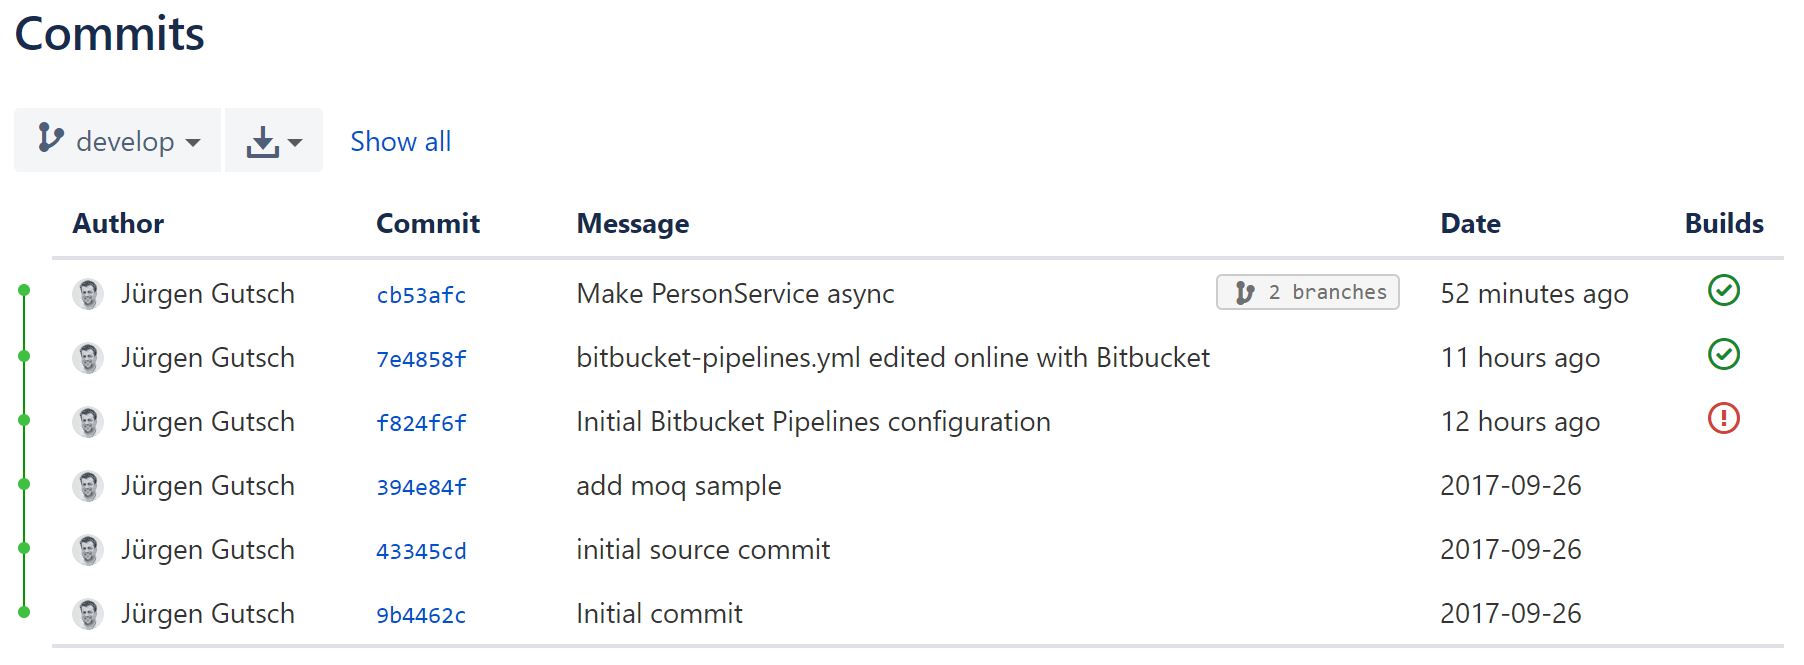 Commits
develop Show all
Author Commit Message Date Builds
Jürgen Gutsch cb53afc Make PersonService async 2 branches 52 minutes ago
Jürgen Gutsch 7e4858f bitbucket-pipelines.yml edited online with Bitbucket 11 hours ago
Jürgen Gutsch f824f6f Initial Bitbucket Pipelines configuration 12 hours ago
Jürgen Gutsch 394e84f add moq sample 2017-09-26
Jürgen Gutsch 43345cd initial source commit 2017-09-26
Jürgen Gutsch 9b4462c Initial commit 2017-09-26